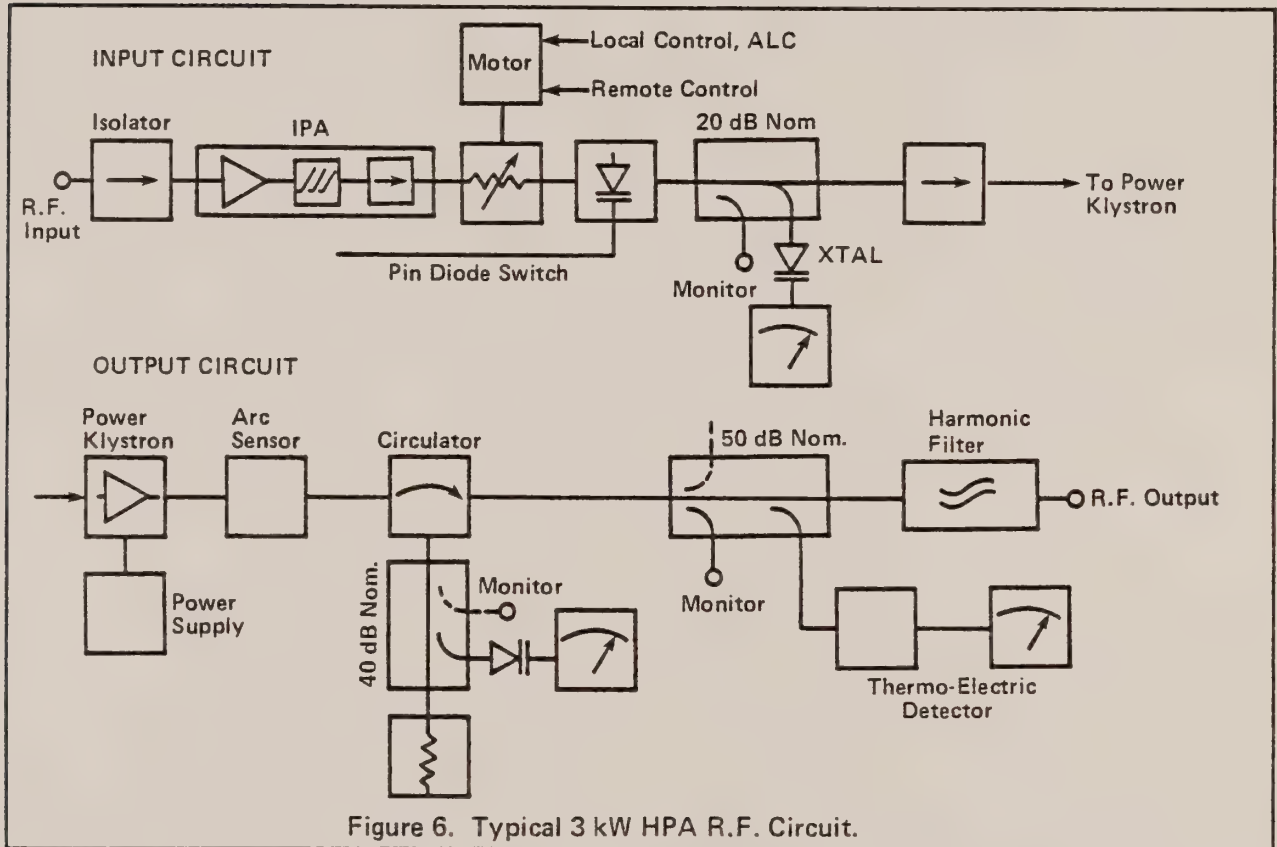 INPUT CIRCUIT
Motor
Local Control, ALC
Remote Control
Isolator
IPA
20 dB Nom
R.F.
Input
To Power
Klystron
Pin Diode Switch
Monitor
XTAL
OUTPUT CIRCUIT
Power
Klystron
Arc
Sensor
Circulator
50 dB Nom.
Harmonic
Filter
R.F. Output
Power
Supply
40 dB Nom.
Monitor
Monitor
Thermo-Electric
Detector
Figure 6. Typical 3 kW HPA R.F. Circuit.